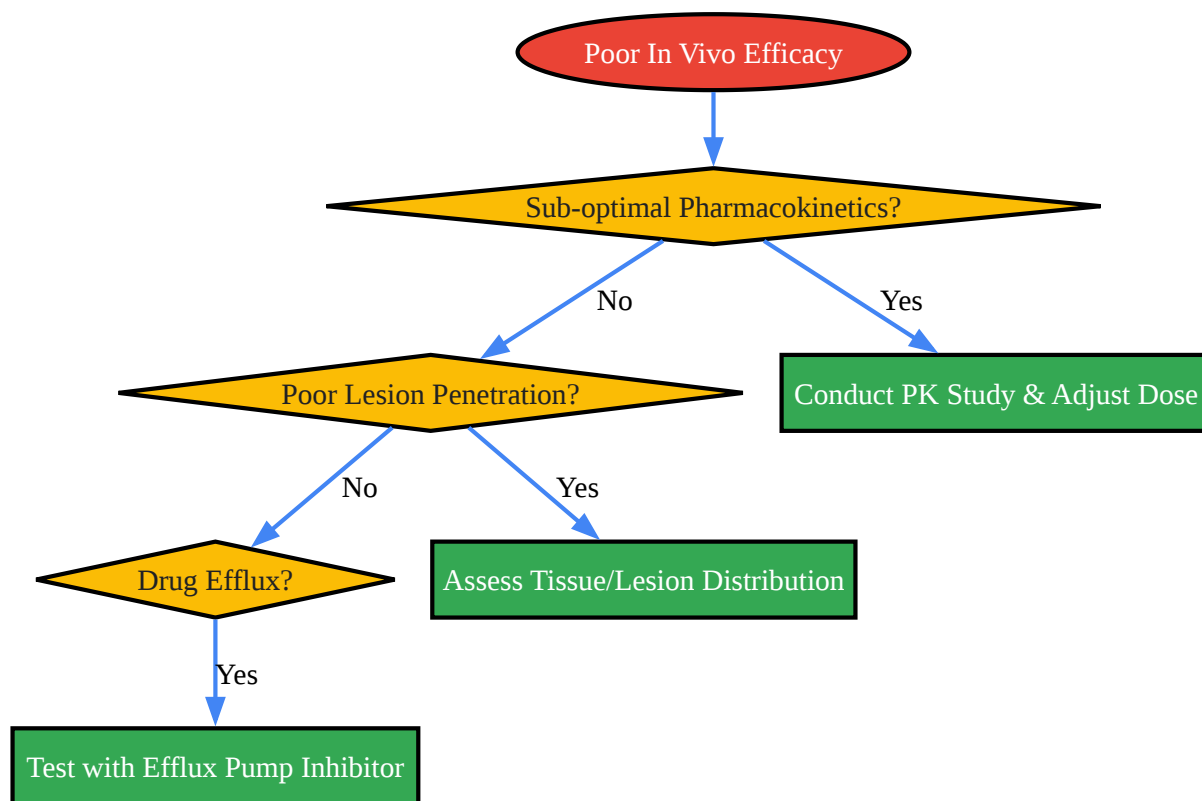 Poor In Vivo Efficacy
Sub-optimal Pharmacokinetics?
No
Yes
Poor Lesion Penetration?
Conduct PK Study & Adjust Dose
No
Yes
Drug Efflux?
Assess Tissue/Lesion Distribution
Yes
Test with Efflux Pump Inhibitor